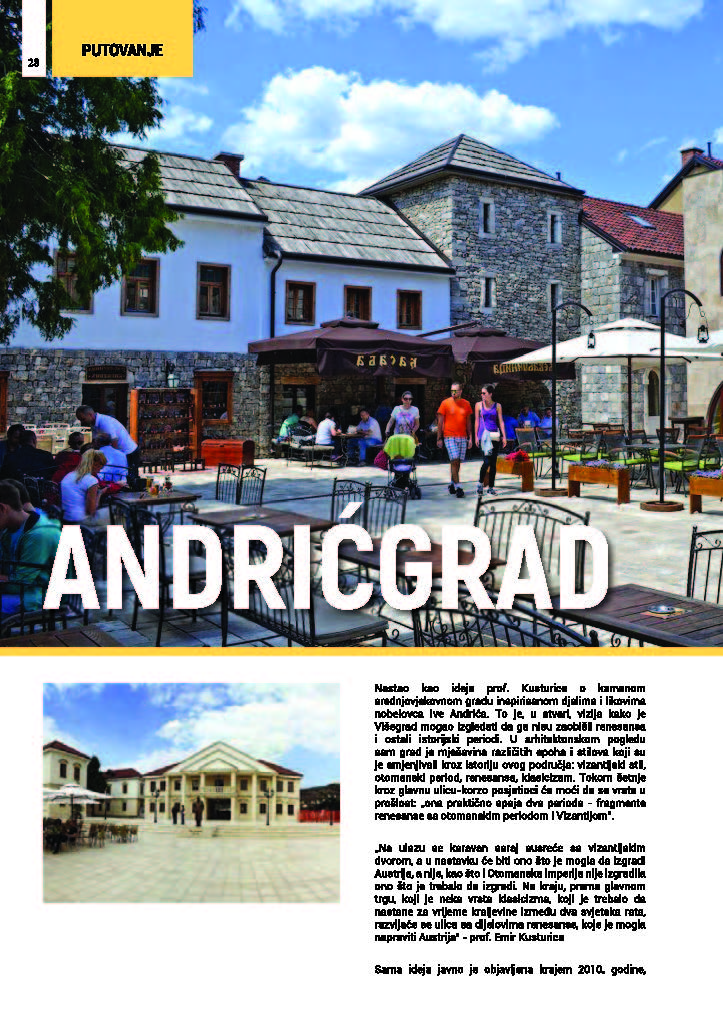 28
PUTOVANJE
ANDRIĆGRAD
Nastao kao ideja prof. Kusturice o kamenom
srednjovjekovnom gradu inspirisanom djelima i likovima
nobelovca Ive Andrića. To je, u stvari, vizija kako je
Višegrad mogao izgledati da ga nisu zaobišli renesansa
i ostali istorijski periodi. U arhitektonskom pogledu
sam grad je mješavina različitih epoha i stilova koji su
je smjenjivali kroz istoriju ovog područja: vizantijski stil,
otomanski period, renesansa, klasicizam. Tokom šetnje
kroz glavnu ulicu-korzo posjetioci će moći da se vrate u
prošlost: „ona praktično spaja dva perioda - fragmente
renesanse sa otomanskim periodom i Vizantijom".
„Na ulazu se karavan saraj susreće sa vizantijskim
dvorom, a u nastavku će biti ono što je mogla da izgradi
Austrija, a nije, kao što i Otomanska imperija nije izgradila
ono što je trebalo da izgradi. Na kraju, prema glavnom
trgu, koji je neka vrsta klasicizma, koji je trebalo da
nastane za vrijeme kraljevine između dva svjetska rata,
razvijaće se ulica sa dijelovima renesanse, koje je mogla
napraviti Austrija" - prof. Emir Kusturica
Sama ideja javno je objavljena krajem 2010. godine,